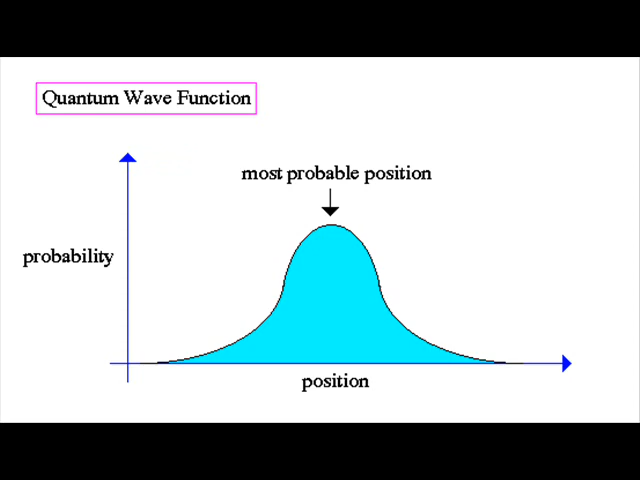 Quantum Wave Function
most probable position
probability
position